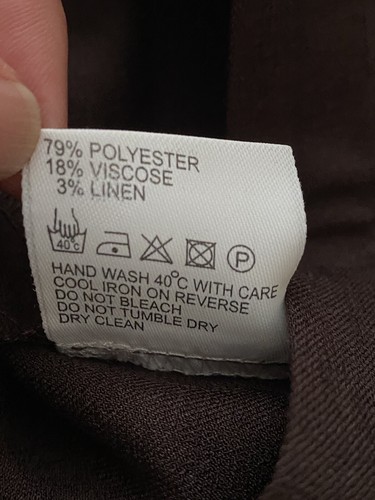 79% POLYESTER
18% VISCOSE
3% LINEN
40°C P
HAND WASH 40°C WITH CARE
COOL IRON ON REVERSE
DO NOT BLEACH
DO NOT TUMBLE DRY
DRY CLEAN